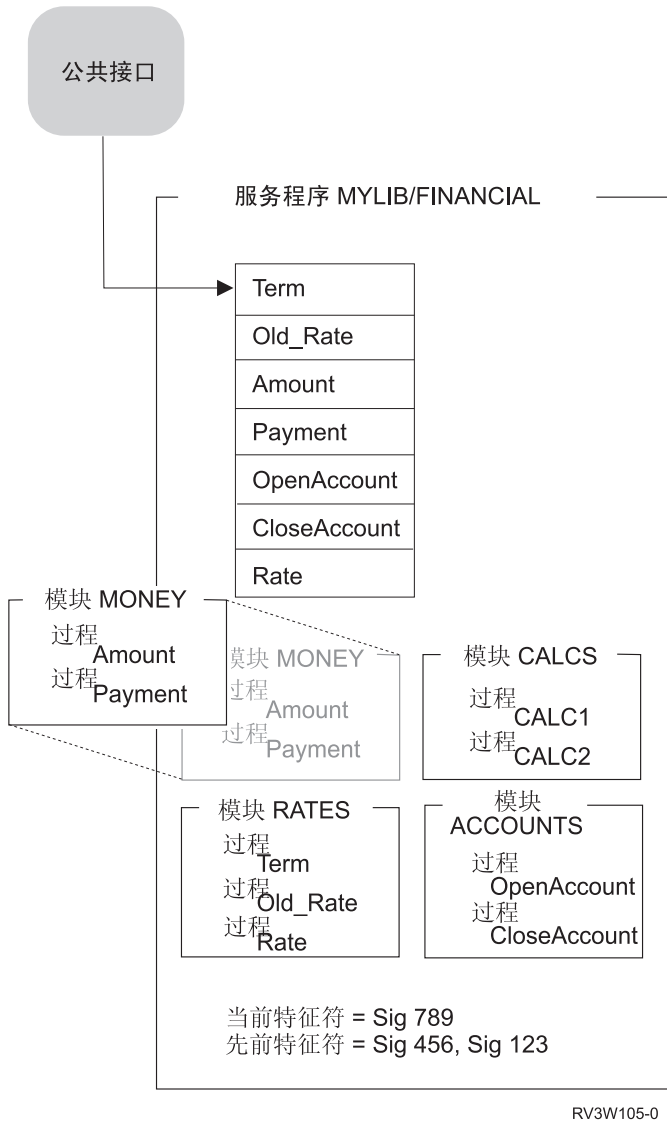 公共接口
服务程序 MYLIB/FINANCIAL
Term
Old_Rate
Amount
Payment
OpenAccount
CloseAccount
Rate
模块 MONEY
过程
Amount
过程
Payment
模块 MONEY
过程
Amount
过程
Payment
模块 CALCS
过程
CALC1
过程
CALC2
模块 RATES
过程
Term
过程
Old_Rate
过程
Rate
模块
ACCOUNTS
过程
OpenAccount
过程
CloseAccount
当前特征符 = Sig 789
先前特征符 = Sig 456, Sig 123
RV3W105-0